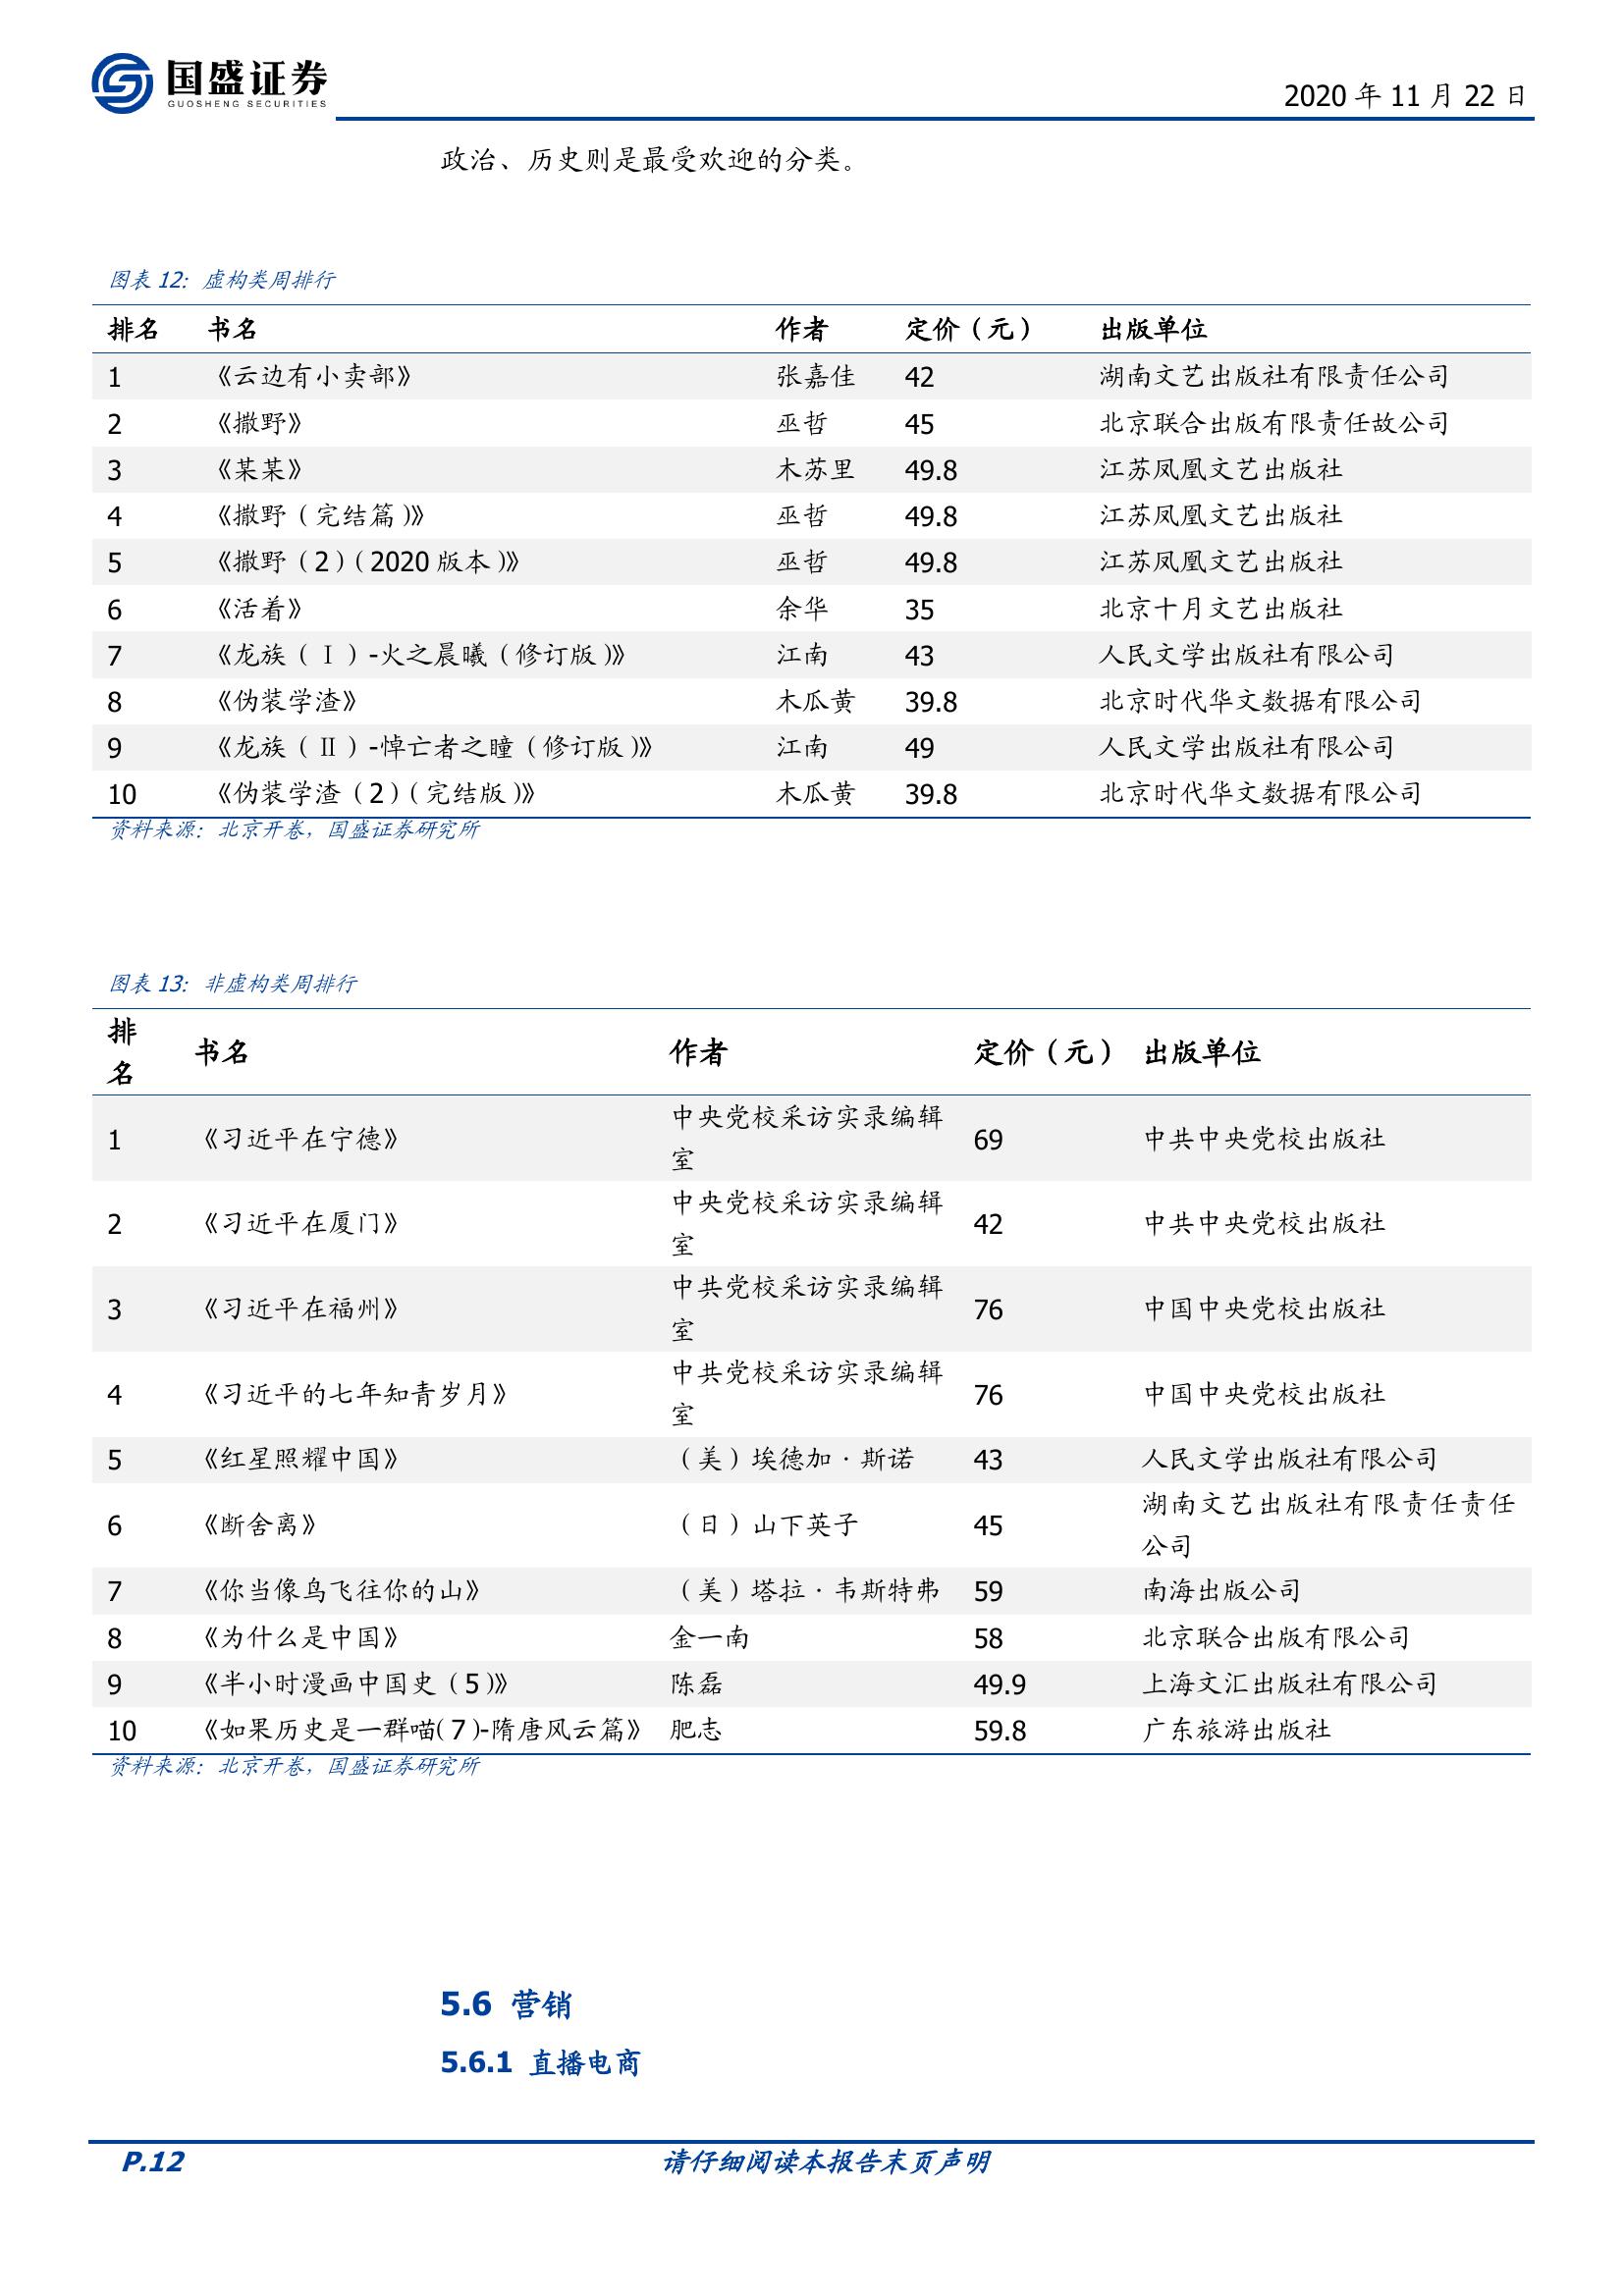 国盛证券
GUOSHENG SECURITIES
2020 年 11 月 22 日
政治、历史则是最受欢迎的分类。
图表 12：虚构类周排行
排名 书名 作者 定价（元） 出版单位
1 《云边有小卖部》 张嘉佳 42 湖南文艺出版社有限责任公司
2 《撒野》 巫哲 45 北京联合出版有限责任故公司
3 《某某》 木苏里 49.8 江苏凤凰文艺出版社
4 《撒野（完结篇）》 巫哲 49.8 江苏凤凰文艺出版社
5 《撒野（2）（2020 版本）》 巫哲 49.8 江苏凤凰文艺出版社
6 《活着》 余华 35 北京十月文艺出版社
7 《龙族（Ⅰ）-火之晨曦（修订版）》 江南 43 人民文学出版社有限公司
8 《伪装学渣》 木瓜黄 39.8 北京时代华文数据有限公司
9 《龙族（Ⅱ）-悼亡者之瞳（修订版）》 江南 49 人民文学出版社有限公司
10 《伪装学渣（2）（完结版）》 木瓜黄 39.8 北京时代华文数据有限公司
资料来源：北京开卷，国盛证券研究所
图表 13：非虚构类周排行
排
名
书名 作者 定价（元） 出版单位
1 《习近平在宁德》 中央党校采访实录编辑
室
69 中共中央党校出版社
2 《习近平在厦门》 中央党校采访实录编辑
室
42 中共中央党校出版社
3 《习近平在福州》 中共党校采访实录编辑
室
76 中国中央党校出版社
4 《习近平的七年知青岁月》 中共党校采访实录编辑
室
76 中国中央党校出版社
5 《红星照耀中国》 （美）埃德加·斯诺 43 人民文学出版社有限公司
6 《断舍离》 （日）山下英子 45 湖南文艺出版社有限责任责任
公司
7 《你当像鸟飞往你的山》 （美）塔拉·韦斯特弗 59 南海出版公司
8 《为什么是中国》 金一南 58 北京联合出版有限公司
9 《半小时漫画中国史（5）》 陈磊 49.9 上海文汇出版社有限公司
10 《如果历史是一群喵(7)-隋唐风云篇》 肥志 59.8 广东旅游出版社
资料来源：北京开卷，国盛证券研究所
5.6 营销
5.6.1 直播电商
P.12 请仔细阅读本报告末页声明